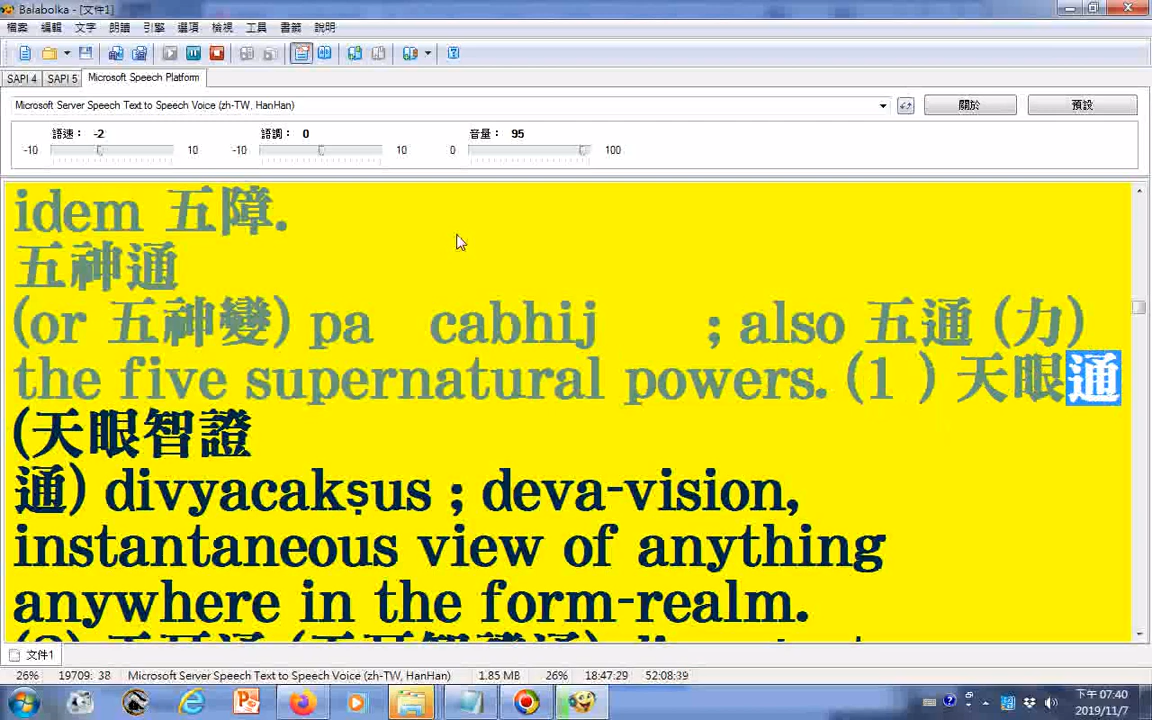 Balabolka - [文件1]
檔案 編輯 文字 朗讀 引擎 選項 檢視 工具 書籤 說明
SAPI 4 SAPI 5 Microsoft Speech Platform
Microsoft Server Speech Text to Speech Voice (zh-TW, HanHan) 關於 預設
語速： -2 語調： 0 音量： 95
-10 10 -10 10 0 100
idem 五障.
五神通
(or 五神變) pa cabhij ; also 五通 (力)
the five supernatural powers. (1 ) 天眼通
(天眼智證
通) divyacakṣus ; deva-vision,
instantaneous view of anything
anywhere in the form-realm.
文件1
26% 19709: 38 Microsoft Server Speech Text to Speech Voice (zh-TW, HanHan) 1.85 MB 26% 18:47:29 52:08:39
下午 07:40
2019/11/7